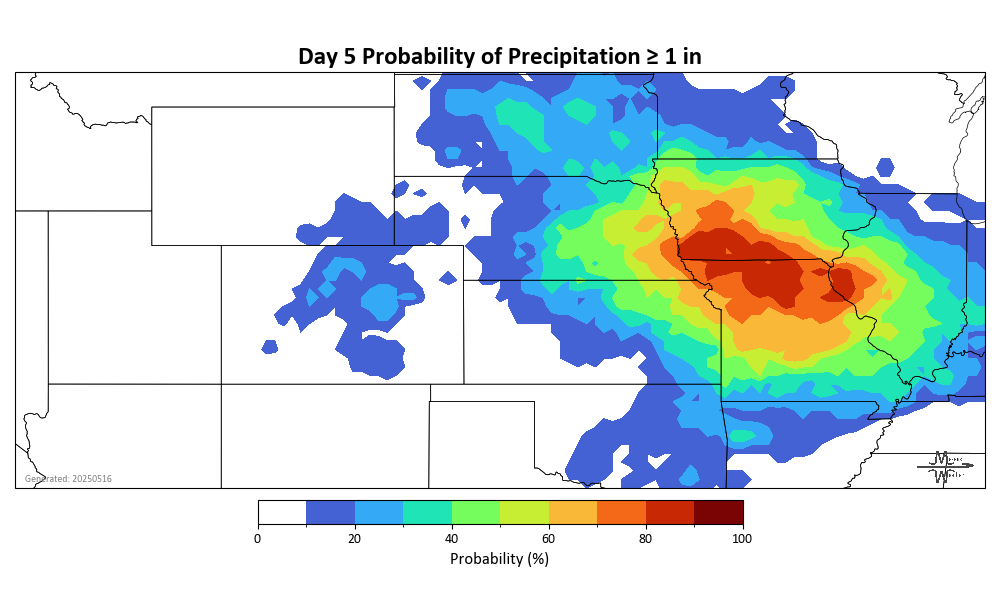 Day 5 Probability of Precipitation ≥ 1 in
Generated: 20250516
0 20 40 60 80 100
Probability (%)